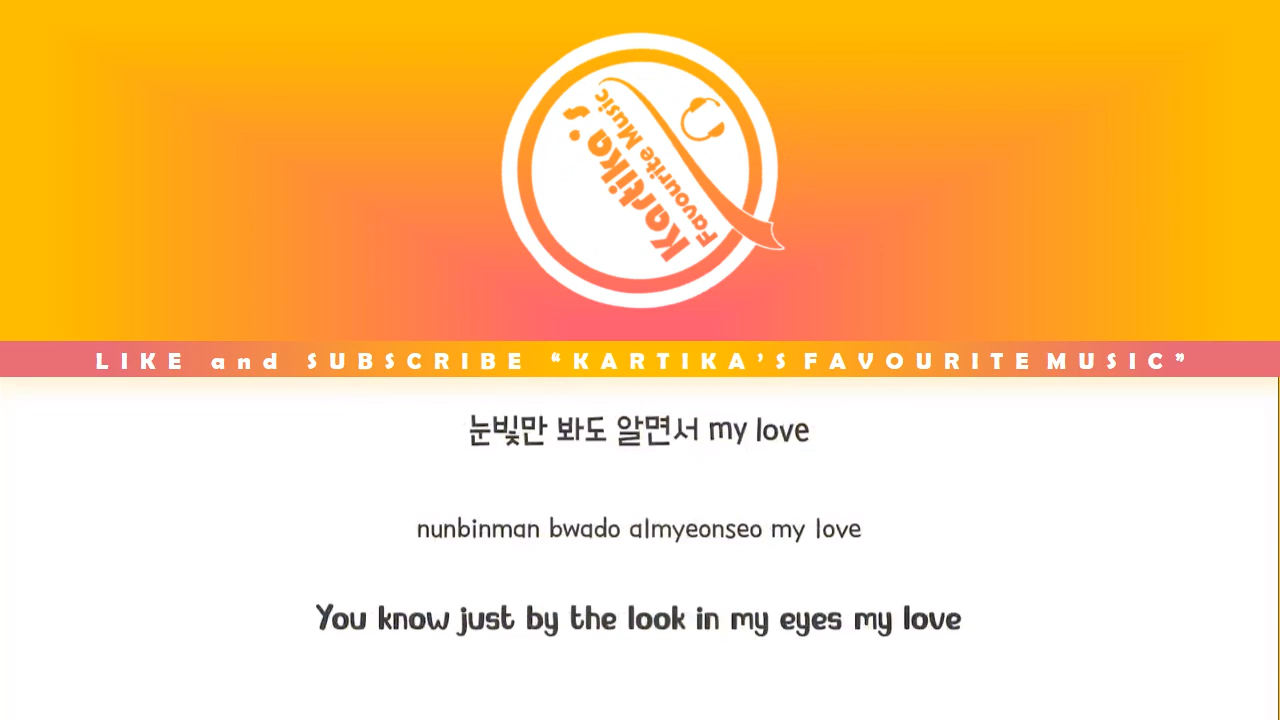 Kartika's
Favourite Music
LIKE and SUBSCRIBE “KARTIKA’S FAVOURITE MUSIC”
눈빛만 봐도 알면서 my love
nunbinman bwado almyeonseo my love
You know just by the look in my eyes my love